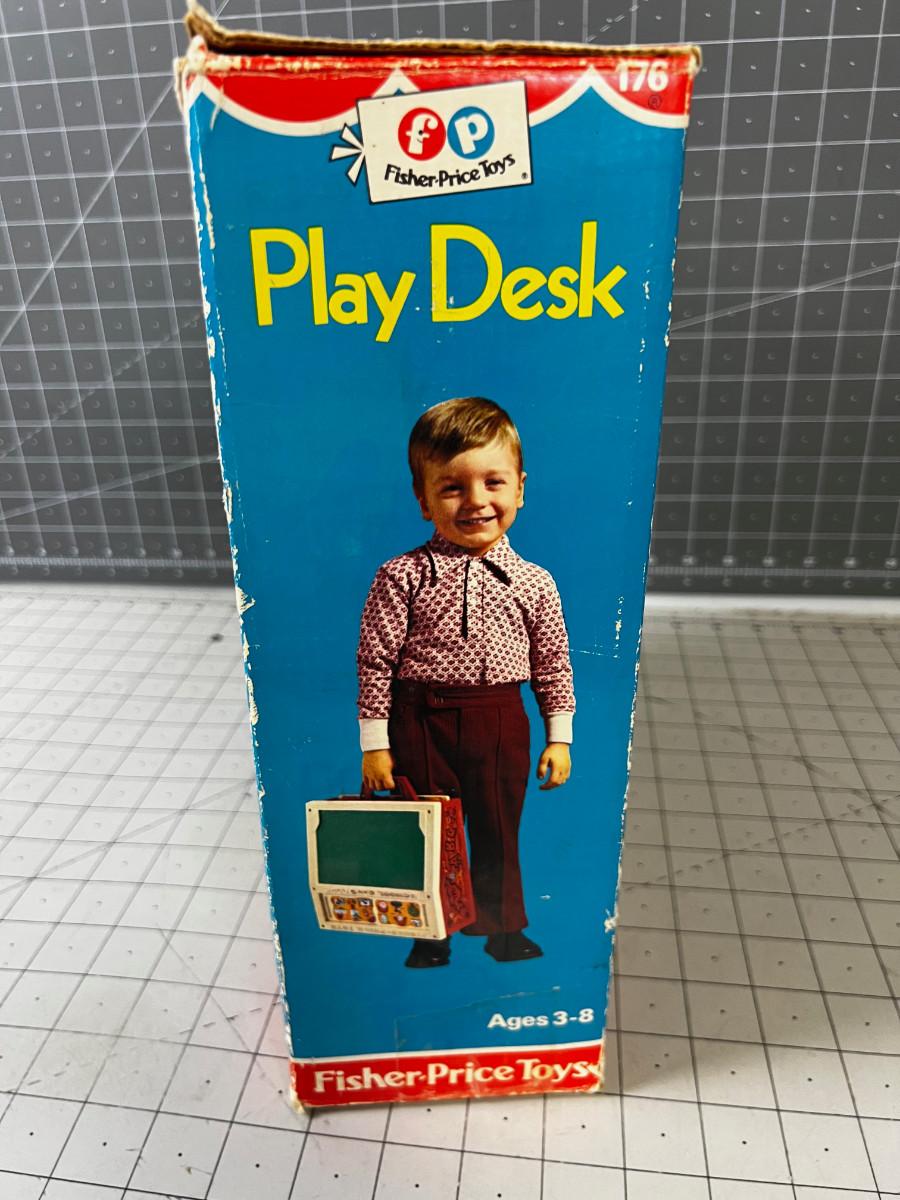 176
®
fp
Fisher-Price Toys®
Play Desk
Ages 3-8
Fisher-Price Toys